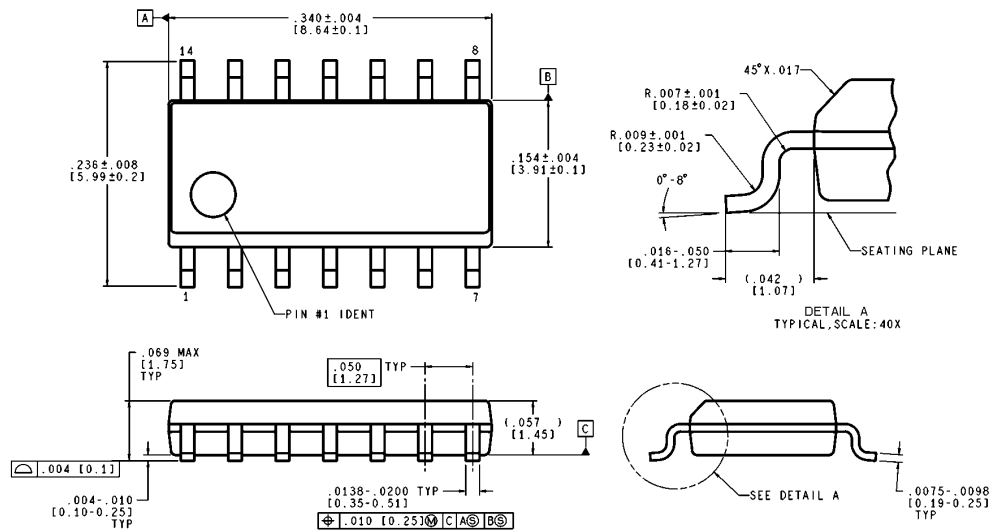 A
.340±.004
[8.64±0.1]
14
8
B
.236±.008
[5.99±0.2]
.154±.004
[3.91±0.1]
1
7
PIN #1 IDENT
45° X .017
R.007±.001
[0.18±0.02]
R.009±.001
[0.23±0.02]
0°-8°
.016-.050
[0.41-1.27]
SEATING PLANE
(.042)
[1.07]
DETAIL A
TYPICAL, SCALE: 40X
.069 MAX
[1.75]
TYP
.050
[1.27]
TYP
(.057)
[1.45]
C
.004 [0.1]
.004-.010
[0.10-0.25]
TYP
.0138-.0200 TYP
[0.35-0.51]
⌖ .010 [0.25]Ⓜ C AⓈ BⓈ
SEE DETAIL A
.0075-.0098
[0.19-0.25]
TYP